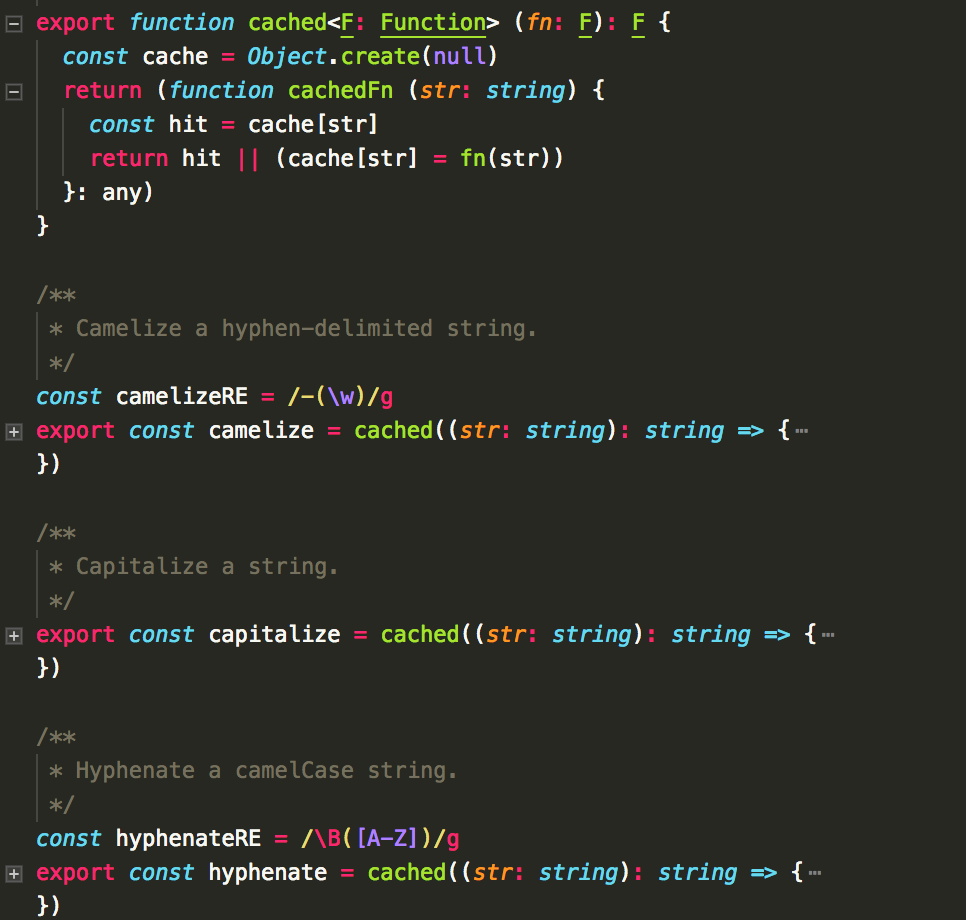 export function cached<F: Function> (fn: F): F {
  const cache = Object.create(null)
  return (function cachedFn (str: string) {
    const hit = cache[str]
    return hit || (cache[str] = fn(str))
  }: any)
}

/**
 * Camelize a hyphen-delimited string.
 */
const camelizeRE = /-(\w)/g
export const camelize = cached((str: string): string => {⋯
})

/**
 * Capitalize a string.
 */
export const capitalize = cached((str: string): string => {⋯
})

/**
 * Hyphenate a camelCase string.
 */
const hyphenateRE = /\B([A-Z])/g
export const hyphenate = cached((str: string): string => {⋯
})